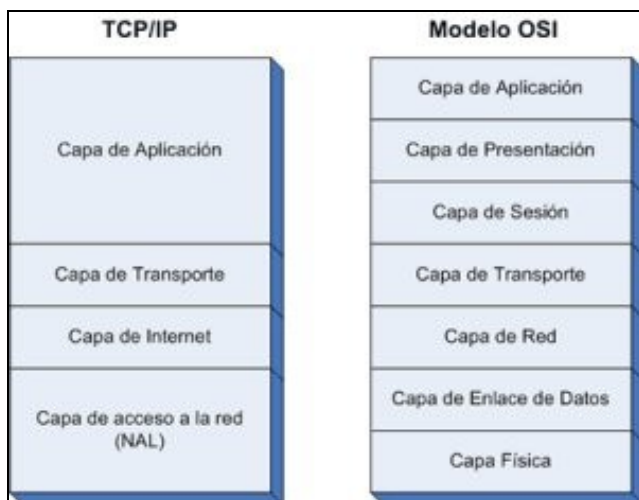 TCP/IP
Capa de Aplicación
Capa de Transporte
Capa de Internet
Capa de acceso a la red
(NAL)
Modelo OSI
Capa de Aplicación
Capa de Presentación
Capa de Sesión
Capa de Transporte
Capa de Red
Capa de Enlace de Datos
Capa Física